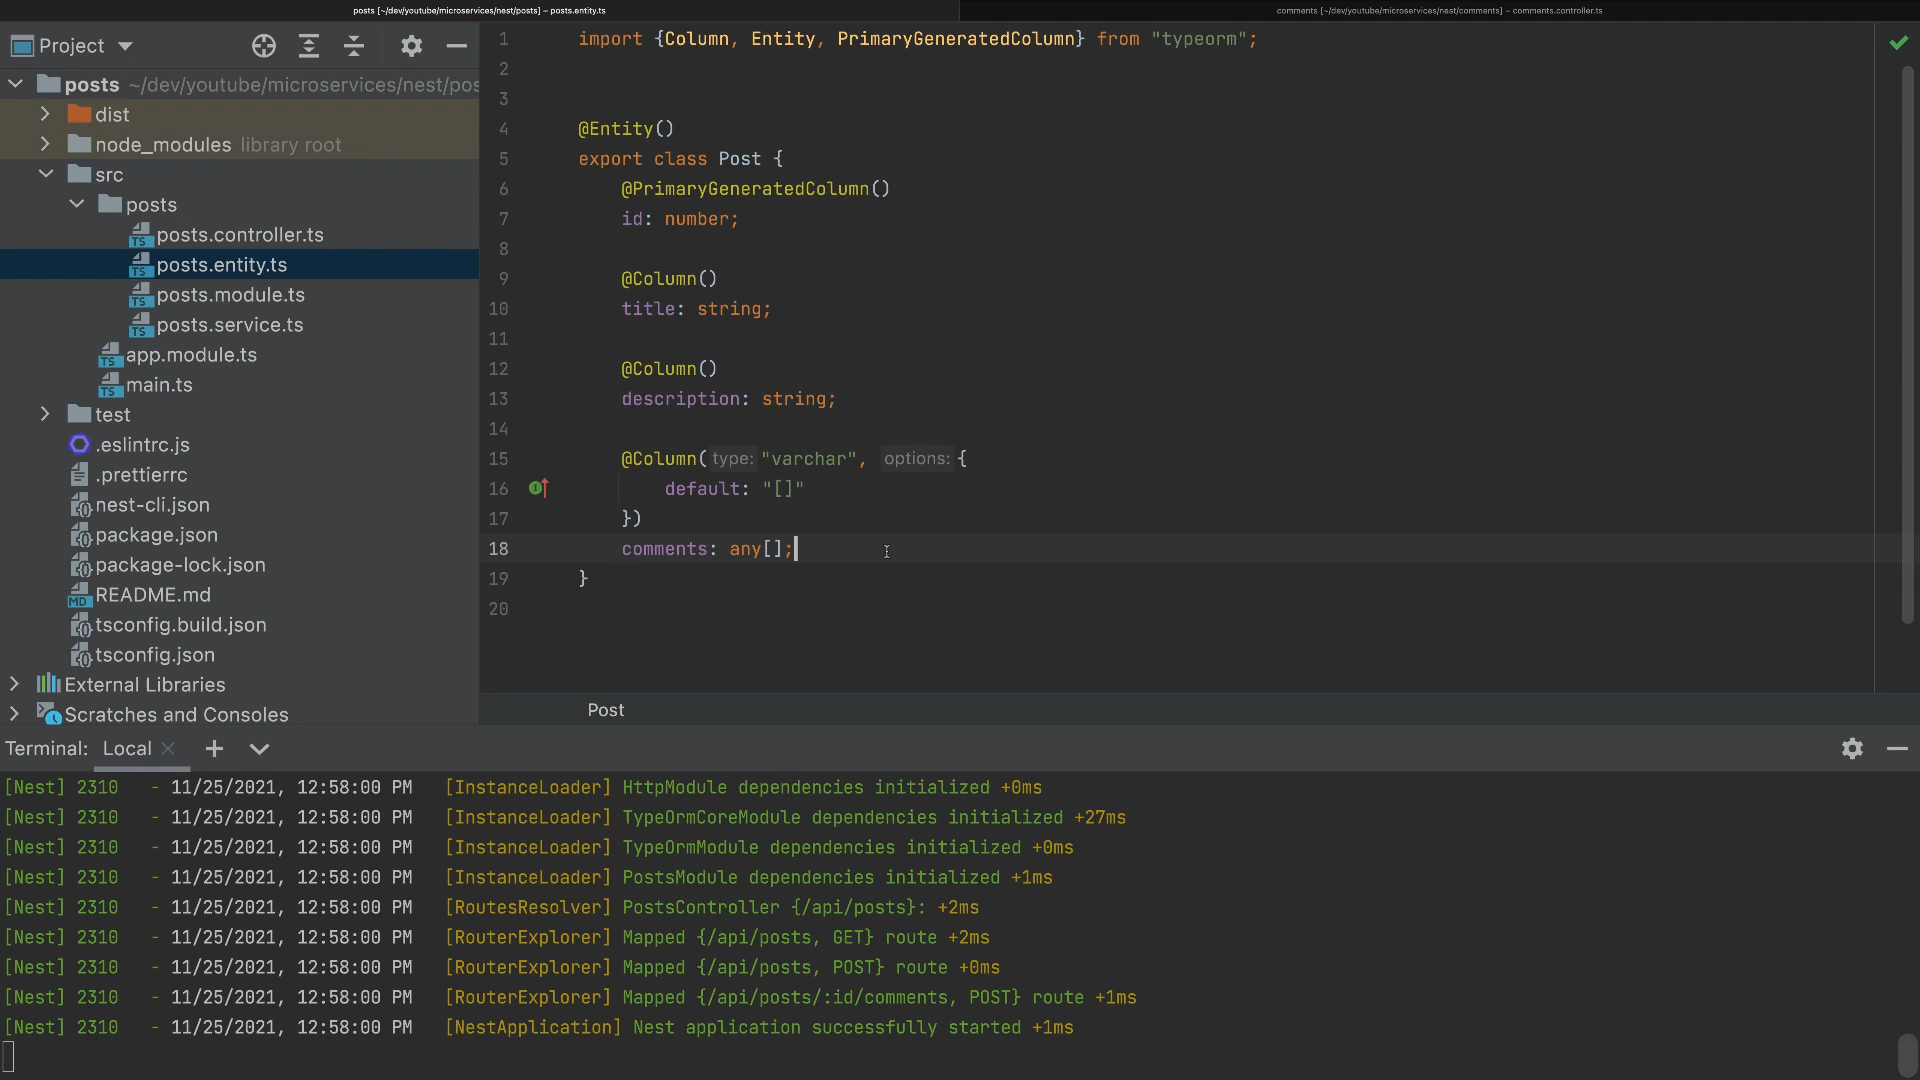 posts [~/dev/youtube/microservices/nest/posts] – posts.entity.ts
comments [~/dev/youtube/microservices/nest/comments] – comments.controller.ts
Project
posts ~/dev/youtube/microservices/nest/pos
dist
node_modules library root
src
posts
posts.controller.ts
posts.entity.ts
posts.module.ts
posts.service.ts
app.module.ts
main.ts
test
.eslintrc.js
.prettierrc
nest-cli.json
package.json
package-lock.json
README.md
tsconfig.build.json
tsconfig.json
External Libraries
Scratches and Consoles
1 import {Column, Entity, PrimaryGeneratedColumn} from "typeorm";
2
3
4 @Entity()
5 export class Post {
6 @PrimaryGeneratedColumn()
7 id: number;
8
9 @Column()
10 title: string;
11
12 @Column()
13 description: string;
14
15 @Column( type: "varchar", options: {
16 default: "[]"
17 })
18 comments: any[];
19 }
20
Post
Terminal: Local
[Nest] 2310 - 11/25/2021, 12:58:00 PM [InstanceLoader] HttpModule dependencies initialized +0ms
[Nest] 2310 - 11/25/2021, 12:58:00 PM [InstanceLoader] TypeOrmCoreModule dependencies initialized +27ms
[Nest] 2310 - 11/25/2021, 12:58:00 PM [InstanceLoader] TypeOrmModule dependencies initialized +0ms
[Nest] 2310 - 11/25/2021, 12:58:00 PM [InstanceLoader] PostsModule dependencies initialized +1ms
[Nest] 2310 - 11/25/2021, 12:58:00 PM [RoutesResolver] PostsController {/api/posts}: +2ms
[Nest] 2310 - 11/25/2021, 12:58:00 PM [RouterExplorer] Mapped {/api/posts, GET} route +2ms
[Nest] 2310 - 11/25/2021, 12:58:00 PM [RouterExplorer] Mapped {/api/posts, POST} route +0ms
[Nest] 2310 - 11/25/2021, 12:58:00 PM [RouterExplorer] Mapped {/api/posts/:id/comments, POST} route +1ms
[Nest] 2310 - 11/25/2021, 12:58:00 PM [NestApplication] Nest application successfully started +1ms